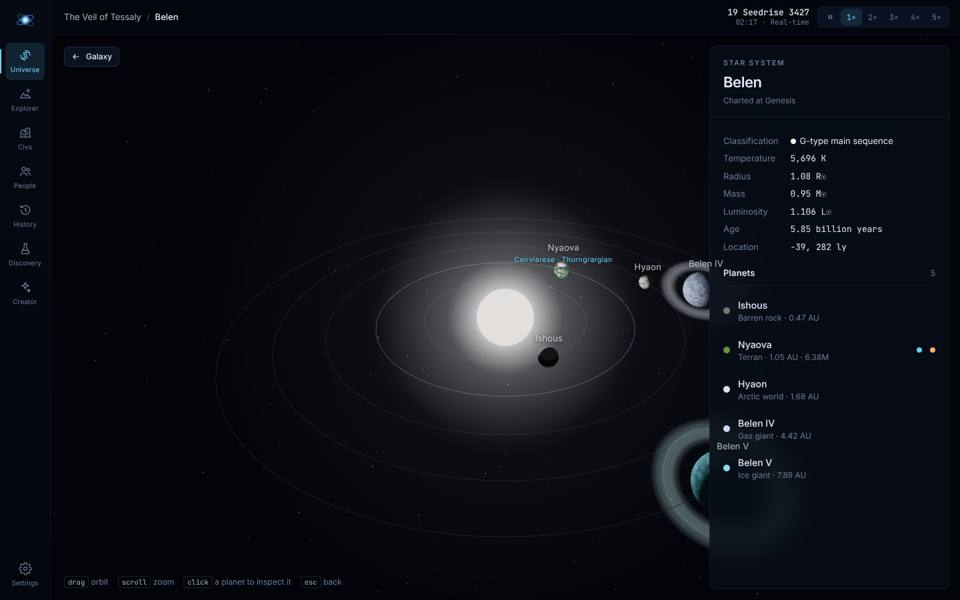 The Veil of Tessaly / Belen
19 Seedrise 3427
02:17 · Real-time
1× 2× 3× 4× 5×
Universe
Explorer
Civs
People
History
Discovery
Creator
Settings
← Galaxy
Nyaova
Ceirvlarese · Thurngrargian
Hyaon
Belen IV
Ishous
Belen V
drag orbit scroll zoom click a planet to inspect it esc back
STAR SYSTEM
Belen
Charted at Genesis
Classification G-type main sequence
Temperature 5,696 K
Radius 1.08 R☉
Mass 0.95 M☉
Luminosity 1.106 L☉
Age 5.85 billion years
Location -39, 282 ly
Planets 5
Ishous
Barren rock · 0.47 AU
Nyaova
Terran · 1.05 AU · 6.38M
Hyaon
Arctic world · 1.68 AU
Belen IV
Gas giant · 4.42 AU
Belen V
Ice giant · 7.89 AU